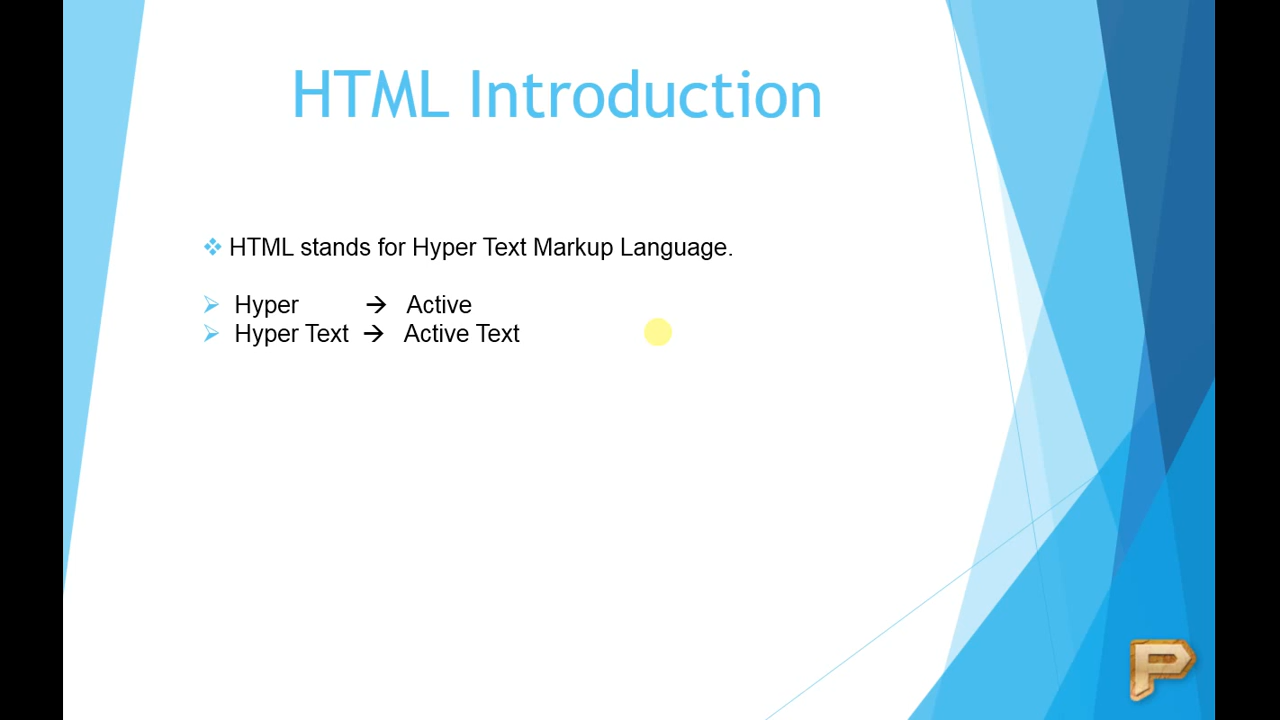 HTML Introduction
HTML stands for Hyper Text Markup Language.
Hyper → Active
Hyper Text → Active Text
P